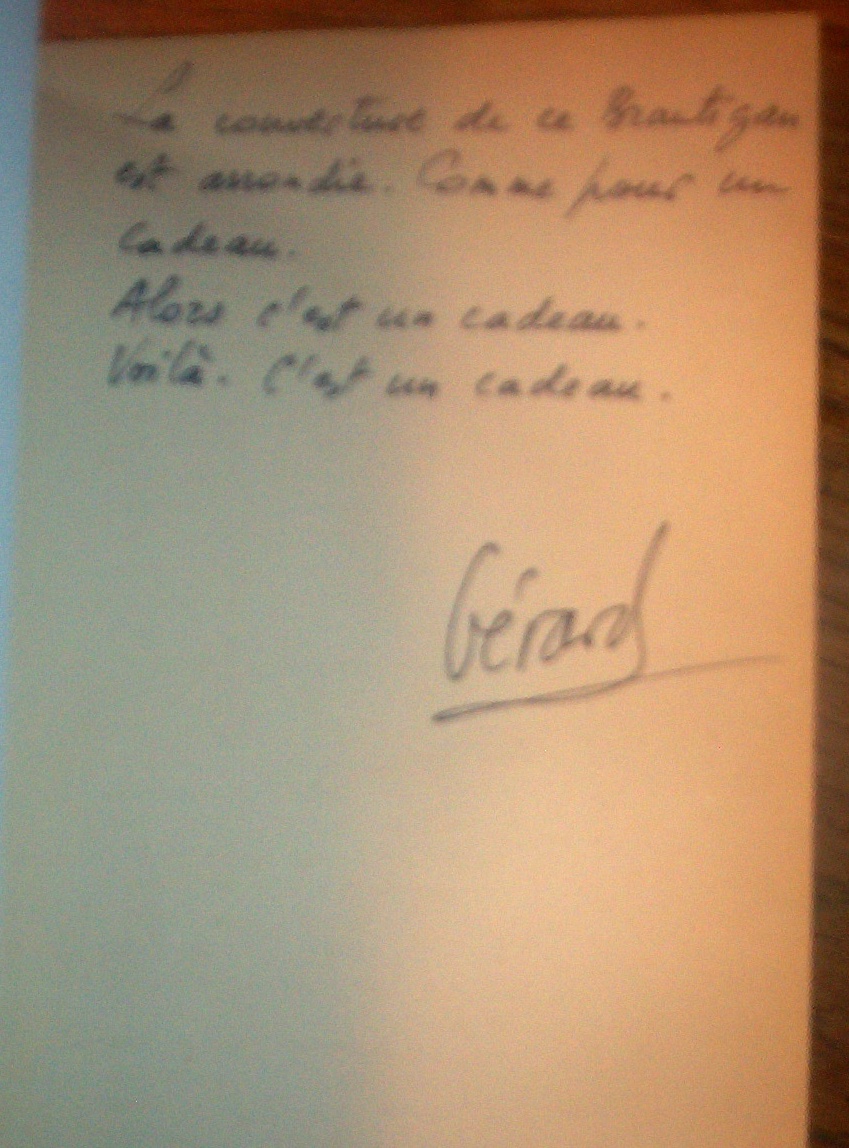 La couverture de ce Brautigan
est arrondie. Comme pour un
cadeau.
Alors c'est un cadeau.
Voilà. C'est un cadeau.
Gérard